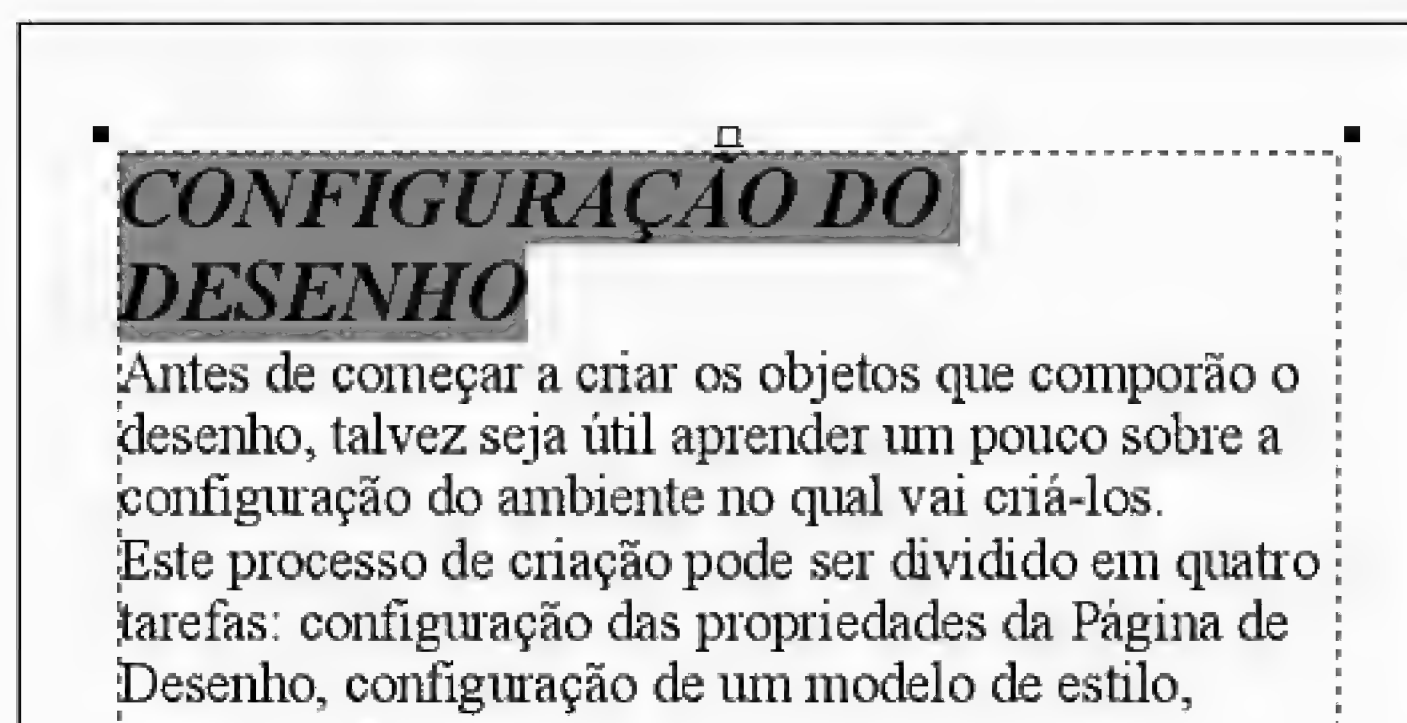 CONFIGURAÇÃO DO
DESENHO
Antes de começar a criar os objetos que comporão o
desenho, talvez seja útil aprender um pouco sobre a
configuração do ambiente no qual vai criá-los.
Este processo de criação pode ser dividido em quatro
tarefas: configuração das propriedades da Página de
Desenho, configuração de um modelo de estilo,